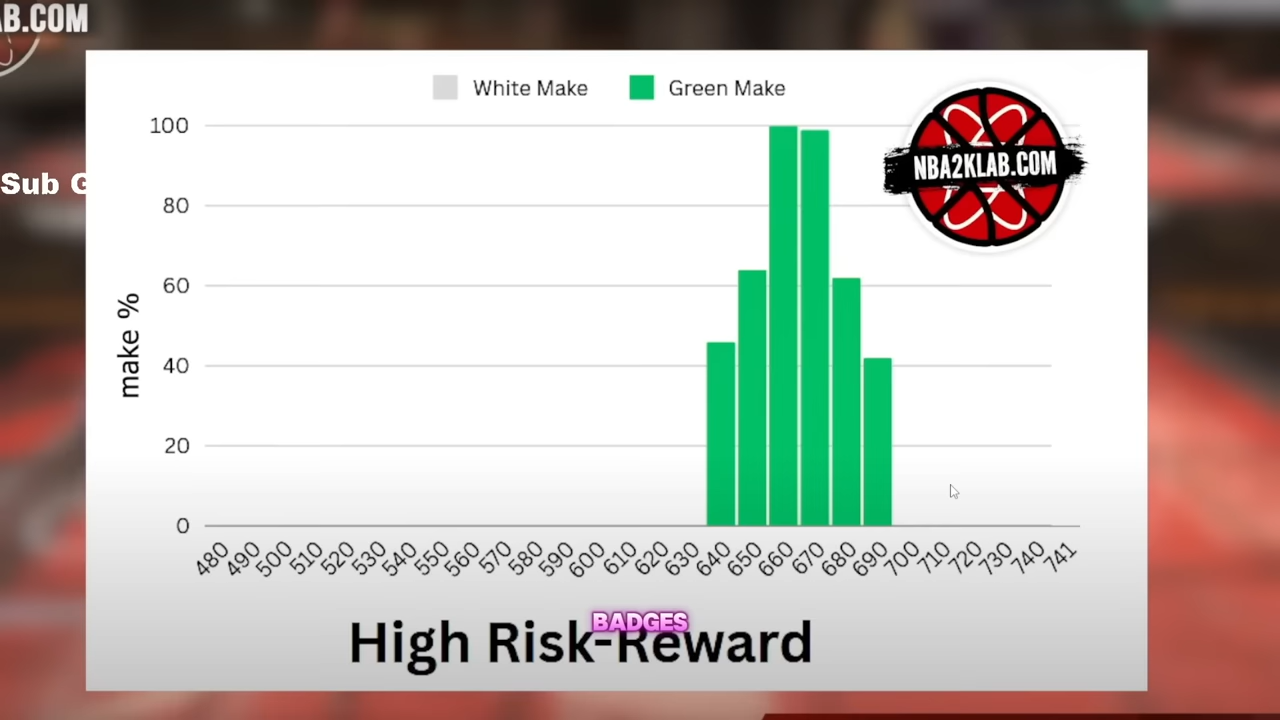 AB.COM
White Make
Green Make
NBA2KLAB.COM
Sub G
make %
100
80
60
40
20
0
480 490 500 510 520 530 540 550 560 570 580 590 600 610 620 630 640 650 660 670 680 690 700 710 720 730 740 741
BADGES
High Risk-Reward